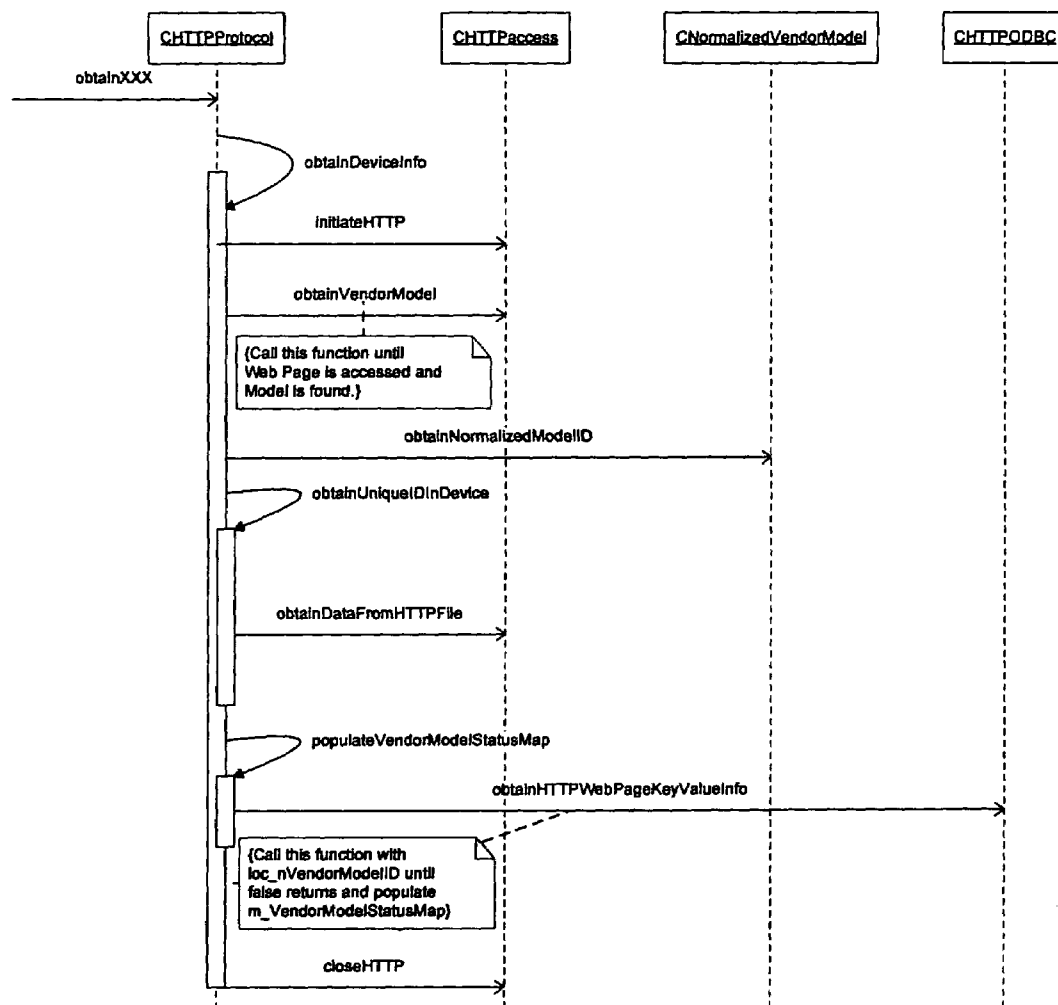 CHTTPProtocol
CHTTPaccess
CNormalizedVendorModel
CHTTPODBC
obtainXXX
obtainDeviceInfo
initiateHTTP
obtainVendorModel
{Call this function until
Web Page is accessed and
Model is found.}
obtainNormalizedModelID
obtainUniqueIDInDevice
obtainDataFromHTTPFile
populateVendorModelStatusMap
obtainHTTPWebPageKeyValueInfo
{Call this function with
loc_nVendorModelID until
false returns and populate
m_VendorModelStatusMap}
closeHTTP